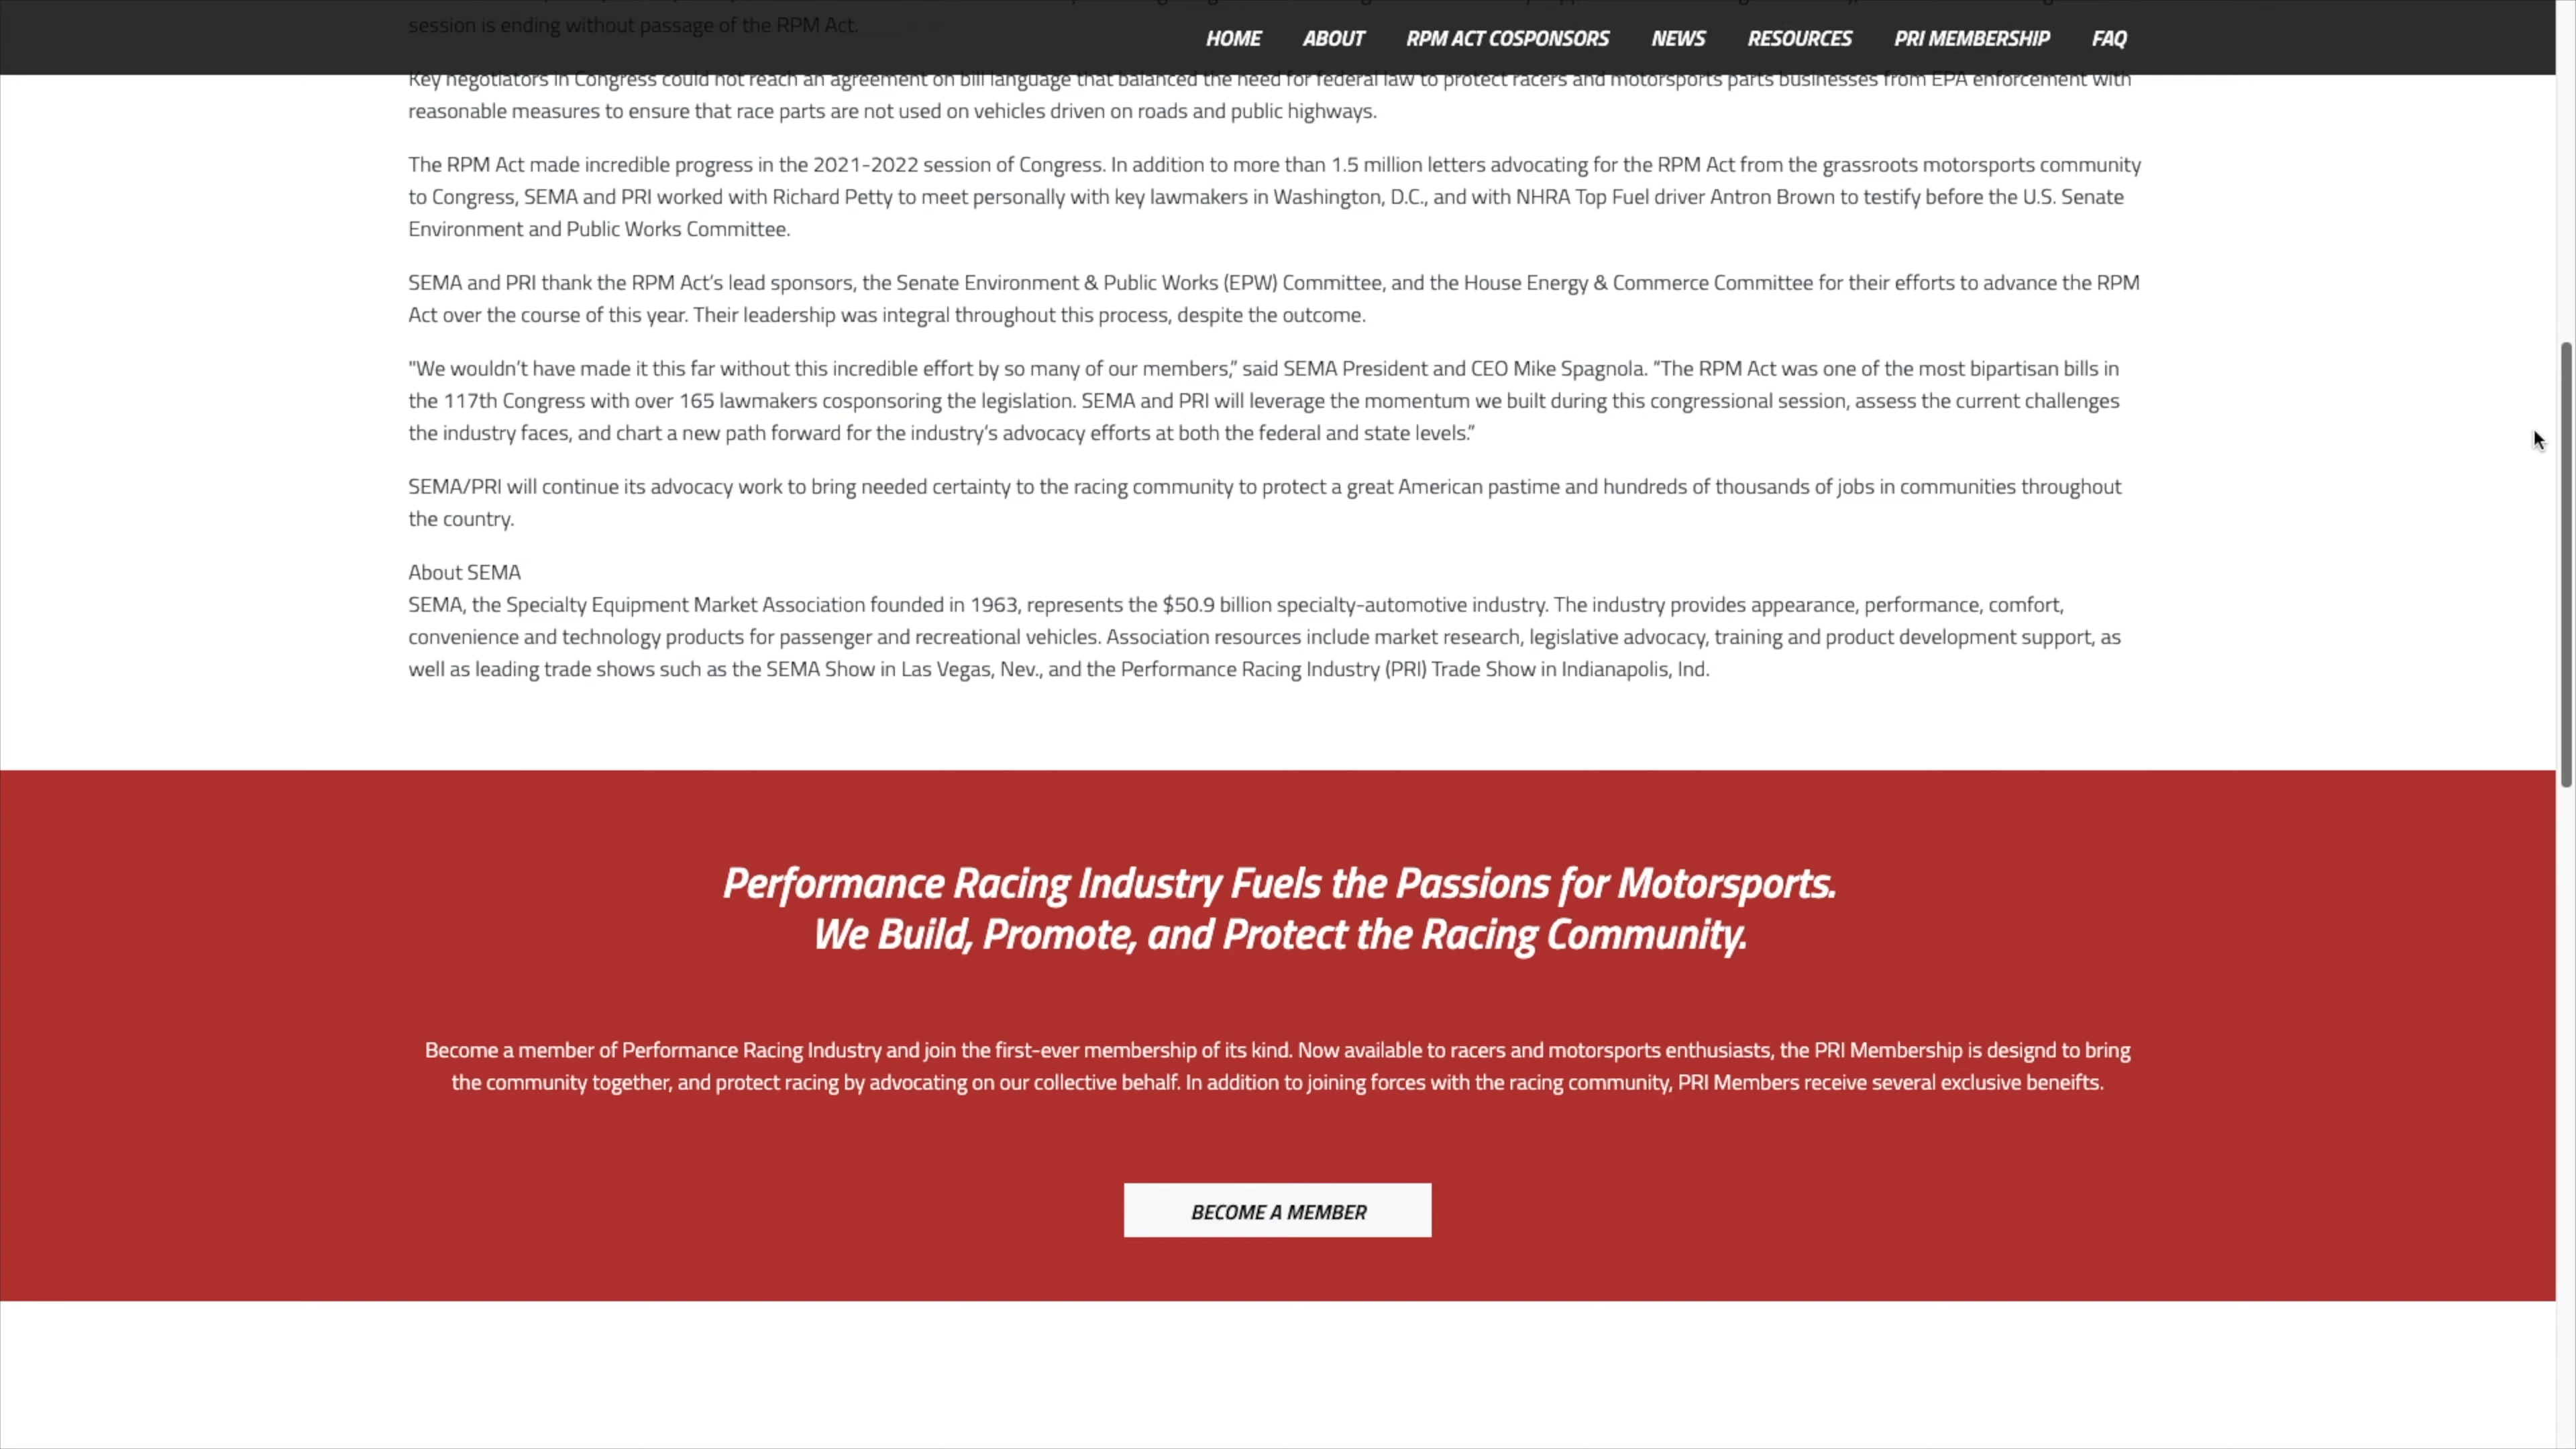 session is ending without passage of the RPM Act.
HOME ABOUT RPM ACT COSPONSORS NEWS RESOURCES PRI MEMBERSHIP FAQ
Key negotiators in Congress could not reach an agreement on bill language that balanced the need for federal law to protect racers and motorsports parts businesses from EPA enforcement with
reasonable measures to ensure that race parts are not used on vehicles driven on roads and public highways.
The RPM Act made incredible progress in the 2021-2022 session of Congress. In addition to more than 1.5 million letters advocating for the RPM Act from the grassroots motorsports community
to Congress, SEMA and PRI worked with Richard Petty to meet personally with key lawmakers in Washington, D.C., and with NHRA Top Fuel driver Antron Brown to testify before the U.S. Senate
Environment and Public Works Committee.
SEMA and PRI thank the RPM Act’s lead sponsors, the Senate Environment & Public Works (EPW) Committee, and the House Energy & Commerce Committee for their efforts to advance the RPM
Act over the course of this year. Their leadership was integral throughout this process, despite the outcome.
"We wouldn’t have made it this far without this incredible effort by so many of our members,” said SEMA President and CEO Mike Spagnola. “The RPM Act was one of the most bipartisan bills in
the 117th Congress with over 165 lawmakers cosponsoring the legislation. SEMA and PRI will leverage the momentum we built during this congressional session, assess the current challenges
the industry faces, and chart a new path forward for the industry’s advocacy efforts at both the federal and state levels.”
SEMA/PRI will continue its advocacy work to bring needed certainty to the racing community to protect a great American pastime and hundreds of thousands of jobs in communities throughout
the country.
About SEMA
SEMA, the Specialty Equipment Market Association founded in 1963, represents the $50.9 billion specialty-automotive industry. The industry provides appearance, performance, comfort,
convenience and technology products for passenger and recreational vehicles. Association resources include market research, legislative advocacy, training and product development support, as
well as leading trade shows such as the SEMA Show in Las Vegas, Nev., and the Performance Racing Industry (PRI) Trade Show in Indianapolis, Ind.
Performance Racing Industry Fuels the Passions for Motorsports.
We Build, Promote, and Protect the Racing Community.
Become a member of Performance Racing Industry and join the first-ever membership of its kind. Now available to racers and motorsports enthusiasts, the PRI Membership is designd to bring
the community together, and protect racing by advocating on our collective behalf. In addition to joining forces with the racing community, PRI Members receive several exclusive beneifts.
BECOME A MEMBER